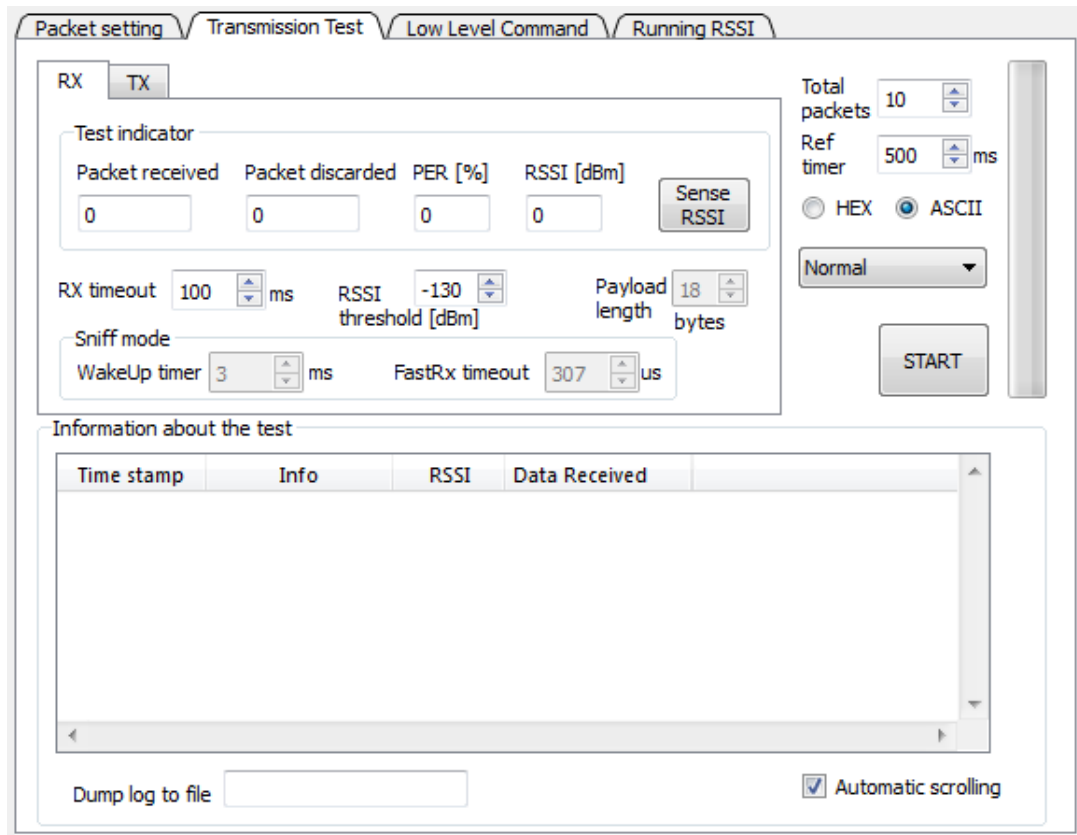 Packet setting Transmission Test Low Level Command Running RSSI
RX TX
Total packets 10
Ref timer 500 ms
HEX ASCII
Normal
START
Test indicator
Packet received Packet discarded PER [%] RSSI [dBm]
0 0 0 0
Sense RSSI
RX timeout 100 ms
RSSI threshold [dBm] -130
Payload length 18 bytes
Sniff mode
WakeUp timer 3 ms FastRx timeout 307 us
Information about the test
Time stamp Info RSSI Data Received
Dump log to file
Automatic scrolling